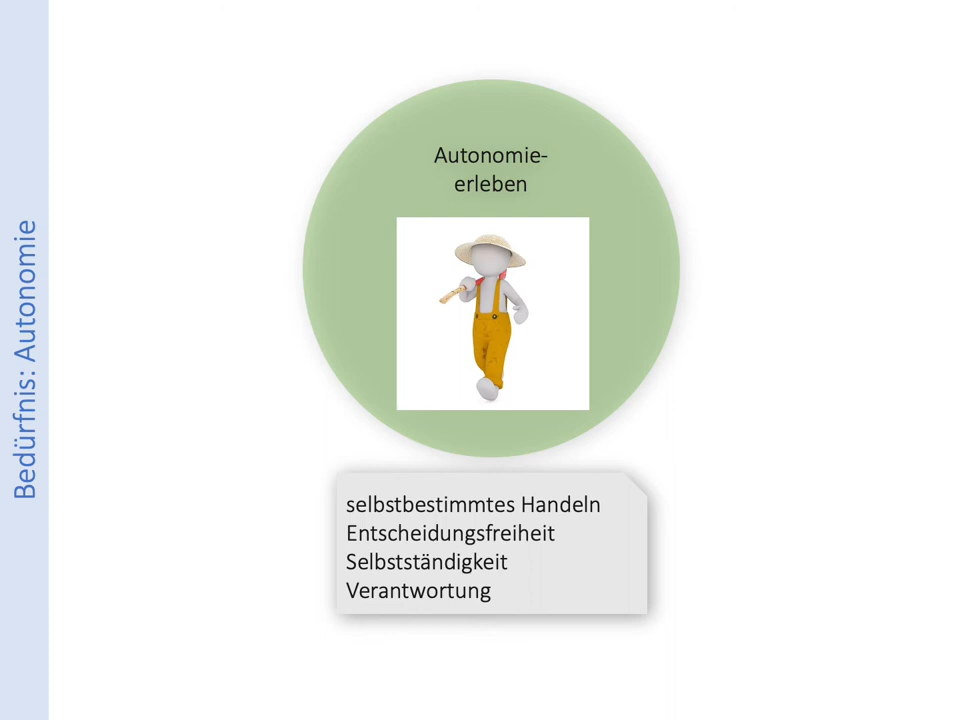 Bedürfnis: Autonomie
Autonomie-
erleben
selbstbestimmtes Handeln
Entscheidungsfreiheit
Selbstständigkeit
Verantwortung